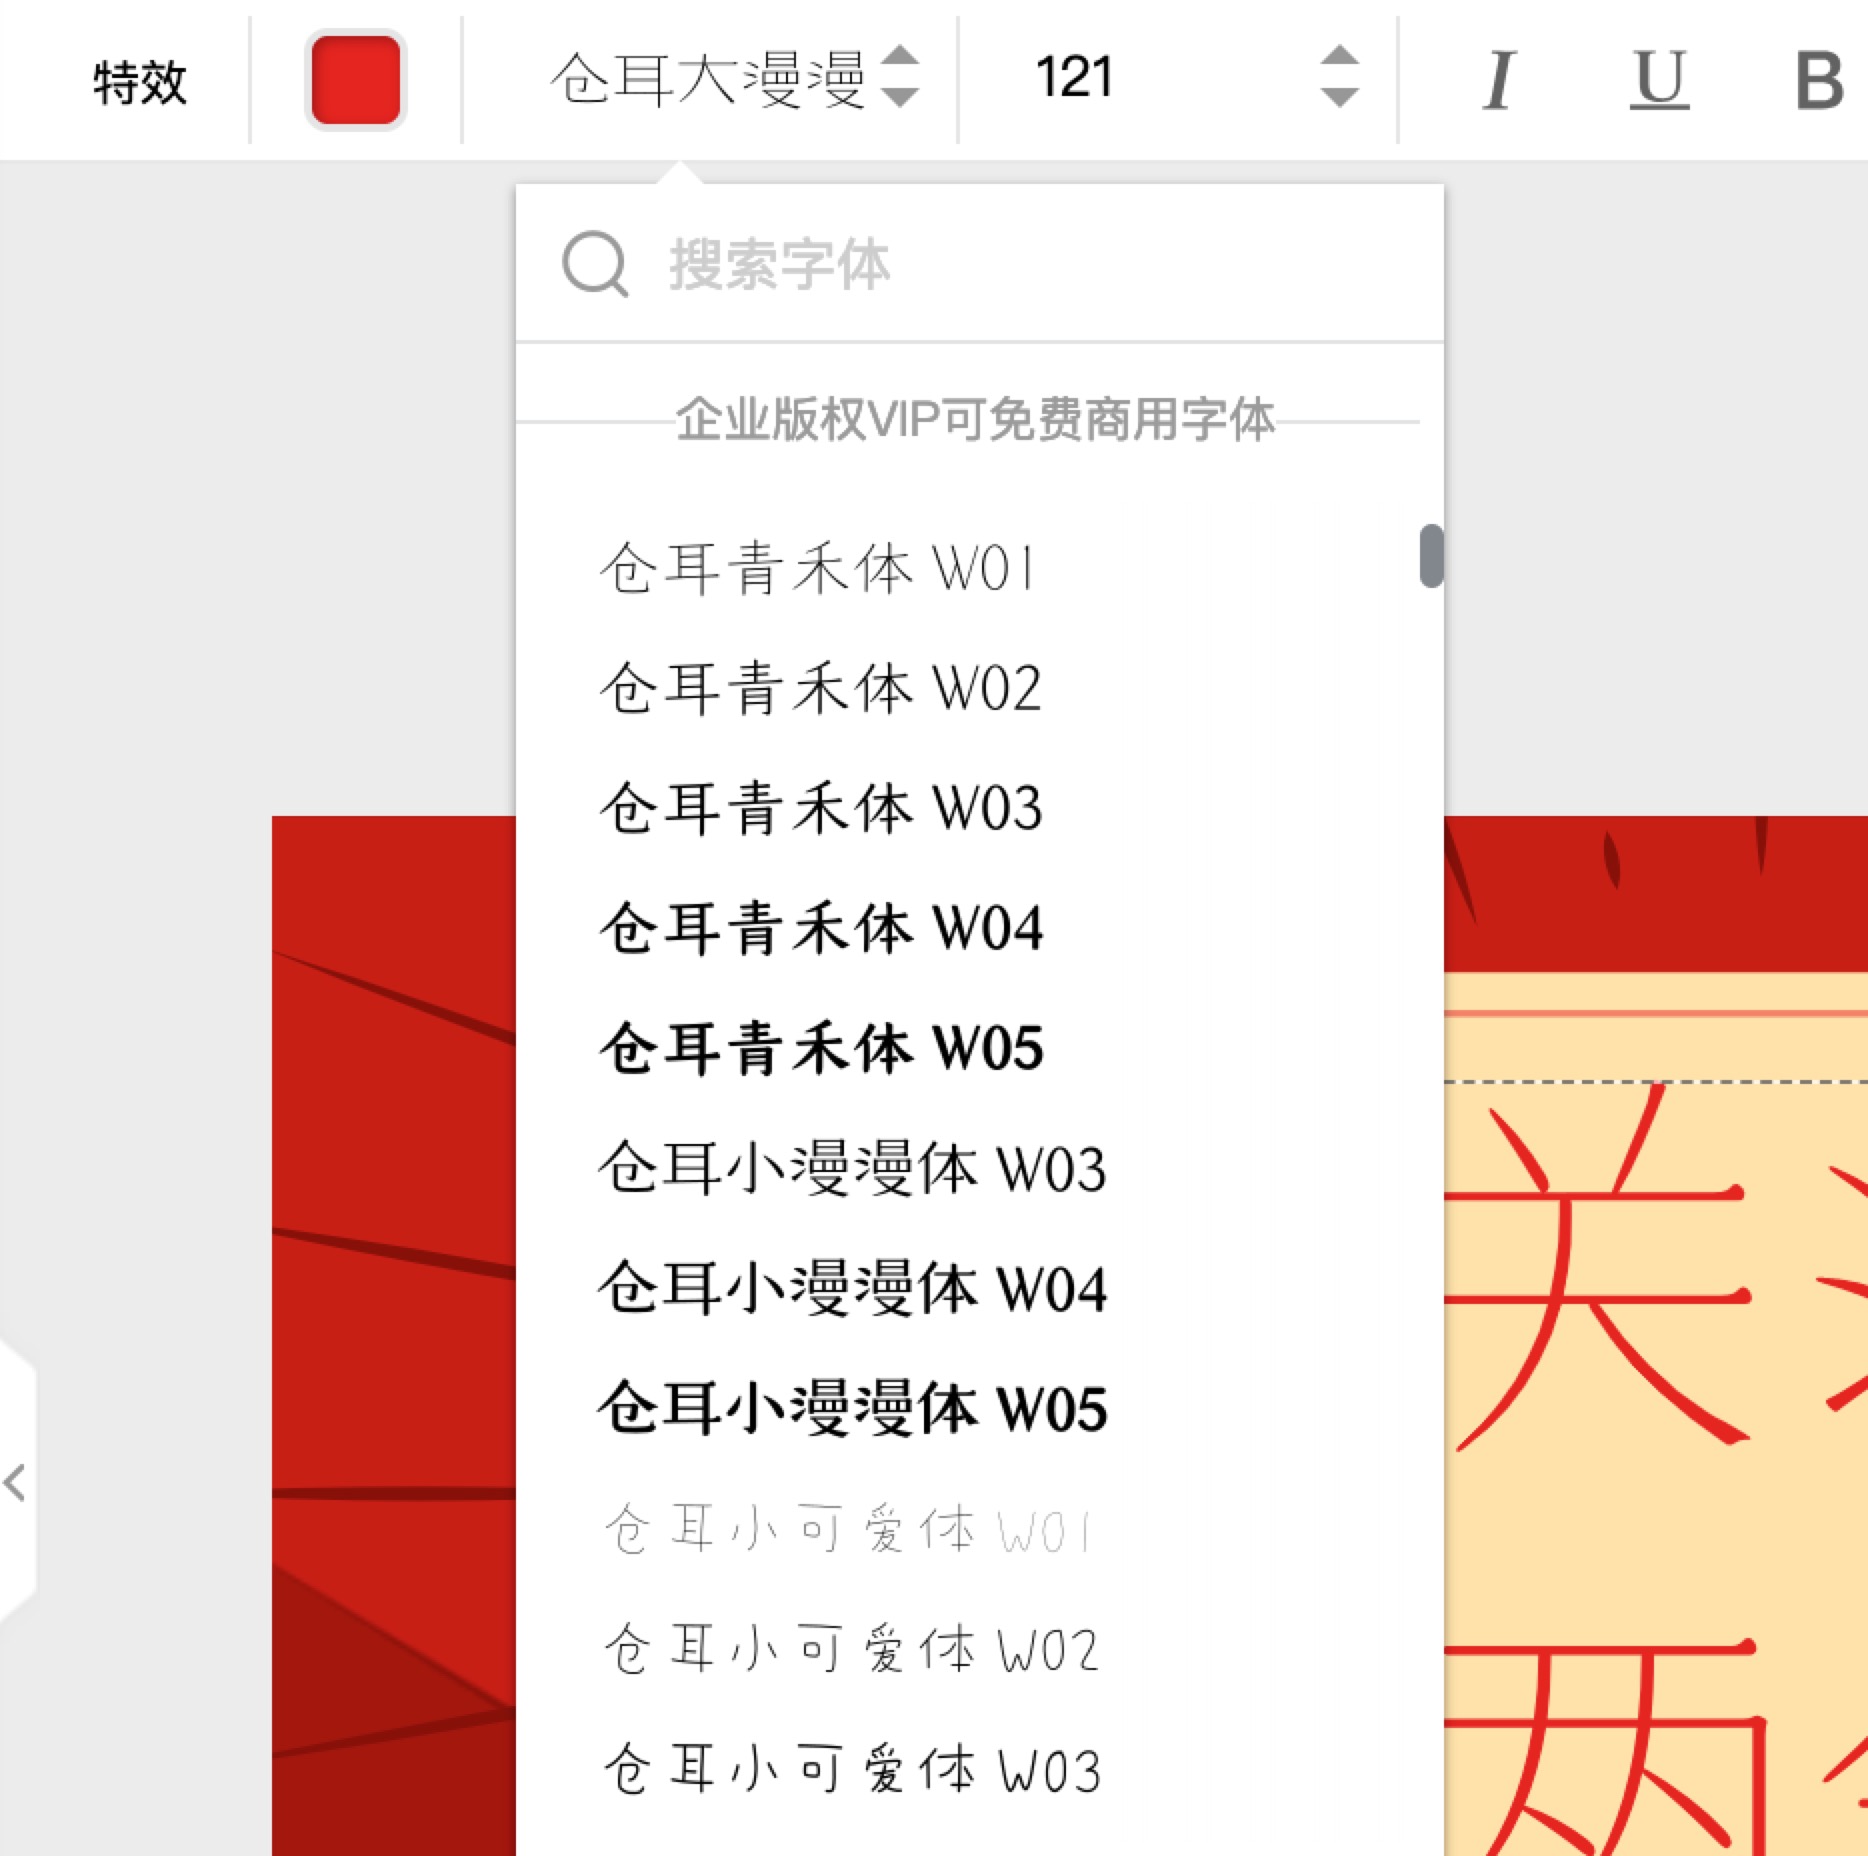 特效 仓耳大漫漫 121 I U B
搜索字体
企业版权VIP可免费商用字体
仓耳青禾体 W01
仓耳青禾体 W02
仓耳青禾体 W03
仓耳青禾体 W04
仓耳青禾体 W05
仓耳小漫漫体 W03
仓耳小漫漫体 W04
仓耳小漫漫体 W05
仓耳小可爱体 W01
仓耳小可爱体 W02
仓耳小可爱体 W03
关
两